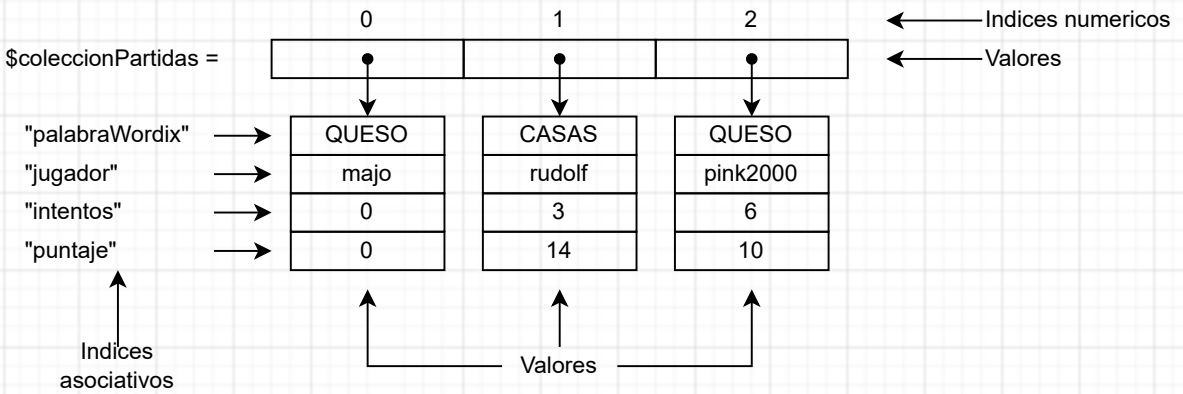 0 1 2 Indices numericos
$coleccionPartidas = Valores
"palabraWordix" QUESO CASAS QUESO
"jugador" majo rudolf pink2000
"intentos" 0 3 6
"puntaje" 0 14 10
Indices
asociativos
Valores